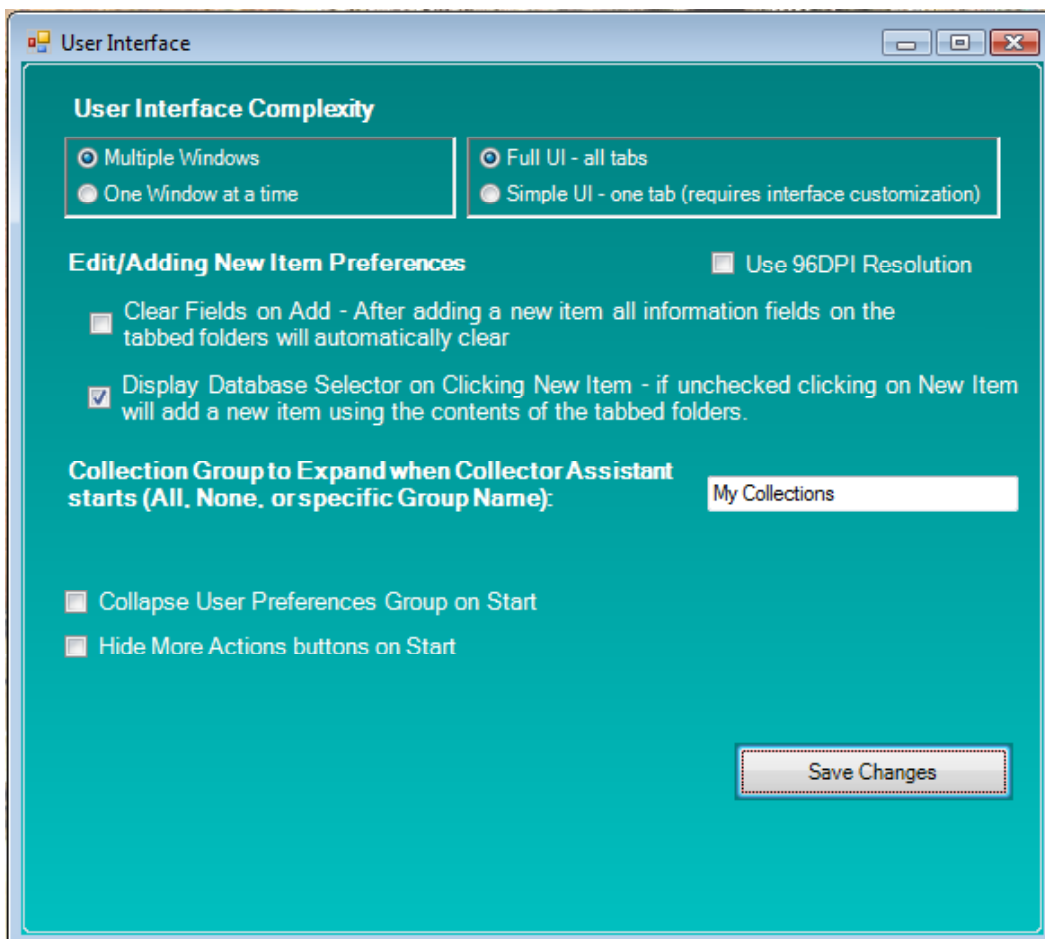 User Interface
User Interface Complexity
Multiple Windows
One Window at a time
Full UI - all tabs
Simple UI - one tab (requires interface customization)
Edit/Adding New Item Preferences
Use 96DPI Resolution
Clear Fields on Add - After adding a new item all information fields on the
tabbed folders will automatically clear
Display Database Selector on Clicking New Item - if unchecked clicking on New Item
will add a new item using the contents of the tabbed folders.
Collection Group to Expand when Collector Assistant
starts (All, None, or specific Group Name):
My Collections
Collapse User Preferences Group on Start
Hide More Actions buttons on Start
Save Changes